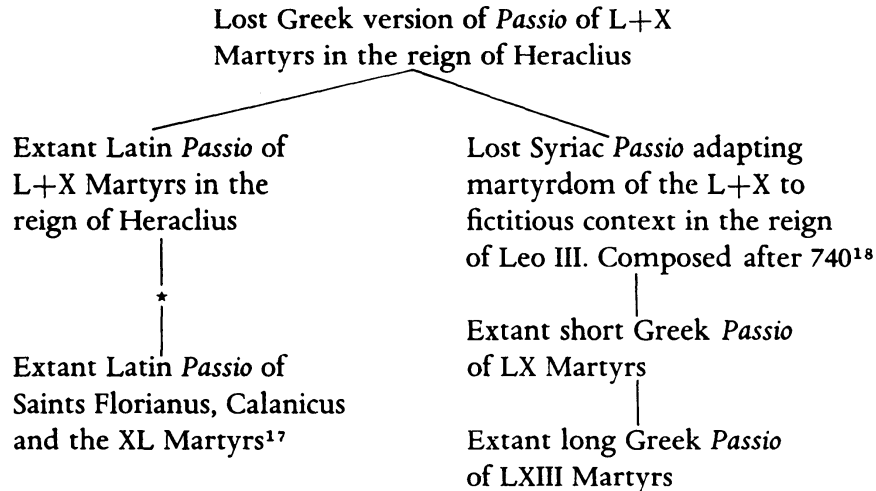 Lost Greek version of Passio of L+X
Martyrs in the reign of Heraclius
Extant Latin Passio of
L+X Martyrs in the
reign of Heraclius
*
Extant Latin Passio of
Saints Florianus, Calanicus
and the XL Martyrs¹⁷
Lost Syriac Passio adapting
martyrdom of the L+X to
fictitious context in the reign
of Leo III. Composed after 740¹⁸
Extant short Greek Passio
of LX Martyrs
Extant long Greek Passio
of LXIII Martyrs